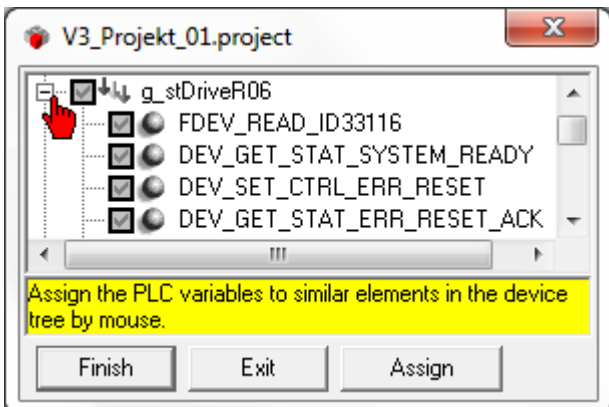 V3_Projekt_01.project
g_stDriveR06
FDEV_READ_ID33116
DEV_GET_STAT_SYSTEM_READY
DEV_SET_CTRL_ERR_RESET
DEV_GET_STAT_ERR_RESET_ACK
Assign the PLC variables to similar elements in the device
tree by mouse.
Finish Exit Assign